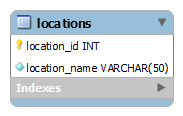 locations
location_id INT
location_name VARCHAR(50)
Indexes